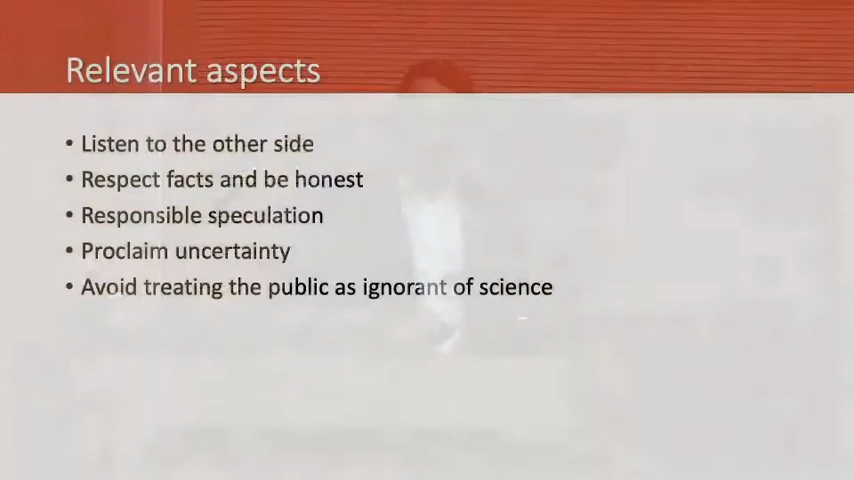 Relevant aspects
• Listen to the other side
• Respect facts and be honest
• Responsible speculation
• Proclaim uncertainty
• Avoid treating the public as ignorant of science